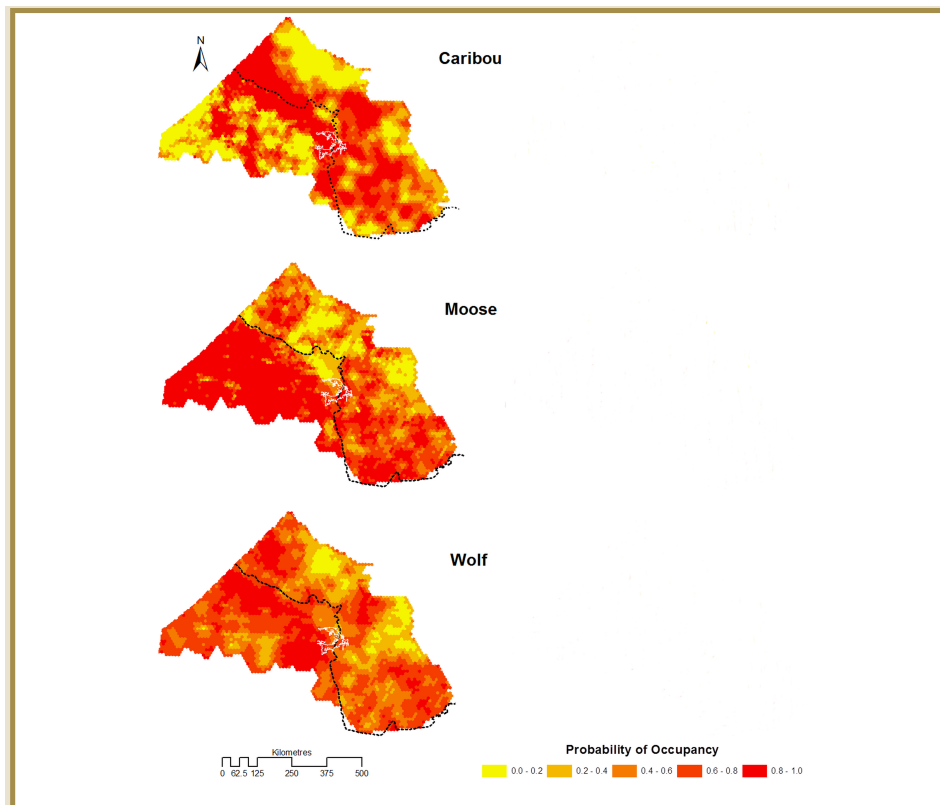 N
Caribou
Moose
Wolf
Kilometres
0 62.5 125 250 375 500
Probability of Occupancy
0.0 - 0.2 0.2 - 0.4 0.4 - 0.6 0.6 - 0.8 0.8 - 1.0